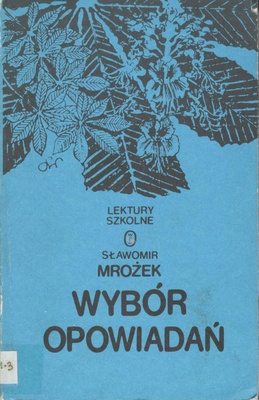 LEKTURY
SZKOLNE
SŁAWOMIR
MROŻEK
WYBÓR
OPOWIADAŃ